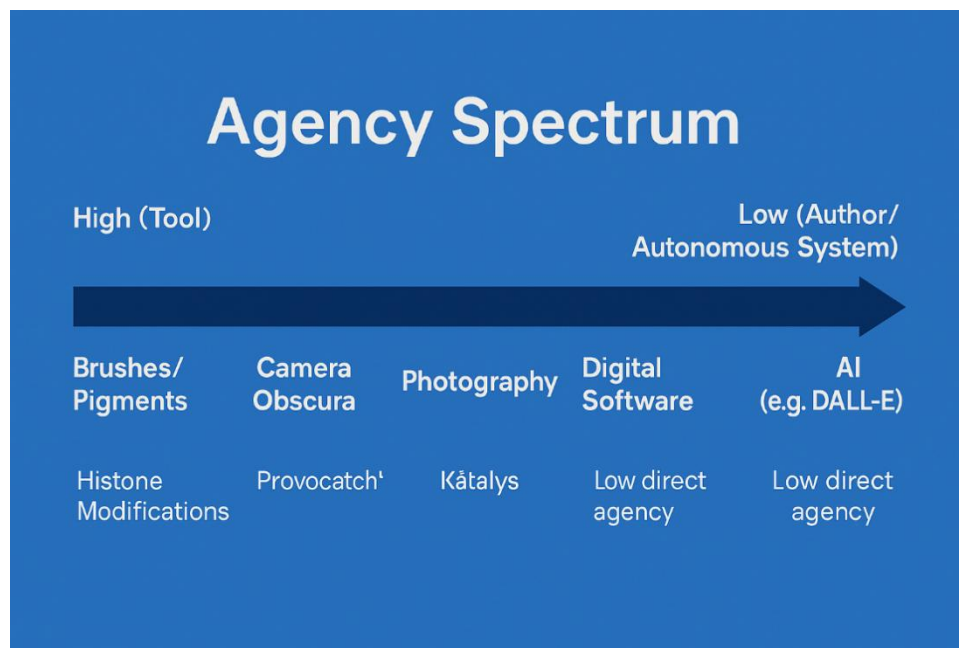 Agency Spectrum
High (Tool)
Low (Author/
Autonomous System)
Brushes/
Pigments
Camera
Obscura
Photography
Digital
Software
AI
(e.g. DALL-E)
Histone
Modifications
Provocatchʻ
Kåtalys
Low direct
agency
Low direct
agency